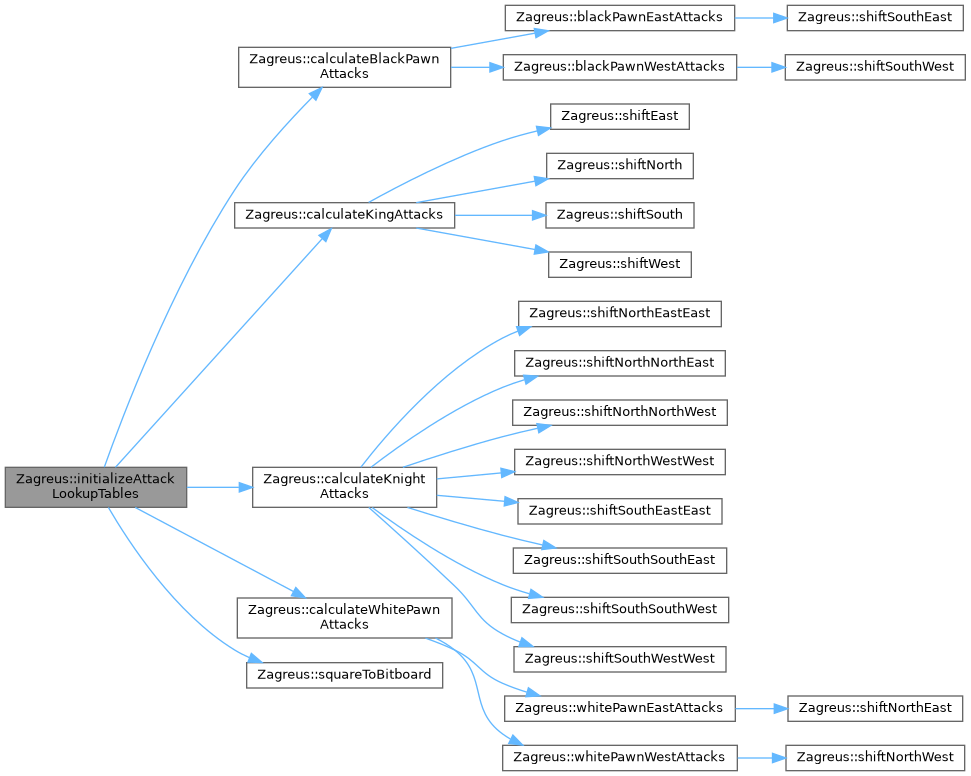 Zagreus::initializeAttack
LookupTables
Zagreus::calculateBlackPawn
Attacks
Zagreus::blackPawnEastAttacks
Zagreus::shiftSouthEast
Zagreus::blackPawnWestAttacks
Zagreus::shiftSouthWest
Zagreus::calculateKingAttacks
Zagreus::shiftEast
Zagreus::shiftNorth
Zagreus::shiftSouth
Zagreus::shiftWest
Zagreus::calculateKnight
Attacks
Zagreus::shiftNorthEastEast
Zagreus::shiftNorthNorthEast
Zagreus::shiftNorthNorthWest
Zagreus::shiftNorthWestWest
Zagreus::shiftSouthEastEast
Zagreus::shiftSouthSouthEast
Zagreus::shiftSouthSouthWest
Zagreus::shiftSouthWestWest
Zagreus::calculateWhitePawn
Attacks
Zagreus::whitePawnEastAttacks
Zagreus::shiftNorthEast
Zagreus::whitePawnWestAttacks
Zagreus::shiftNorthWest
Zagreus::squareToBitboard